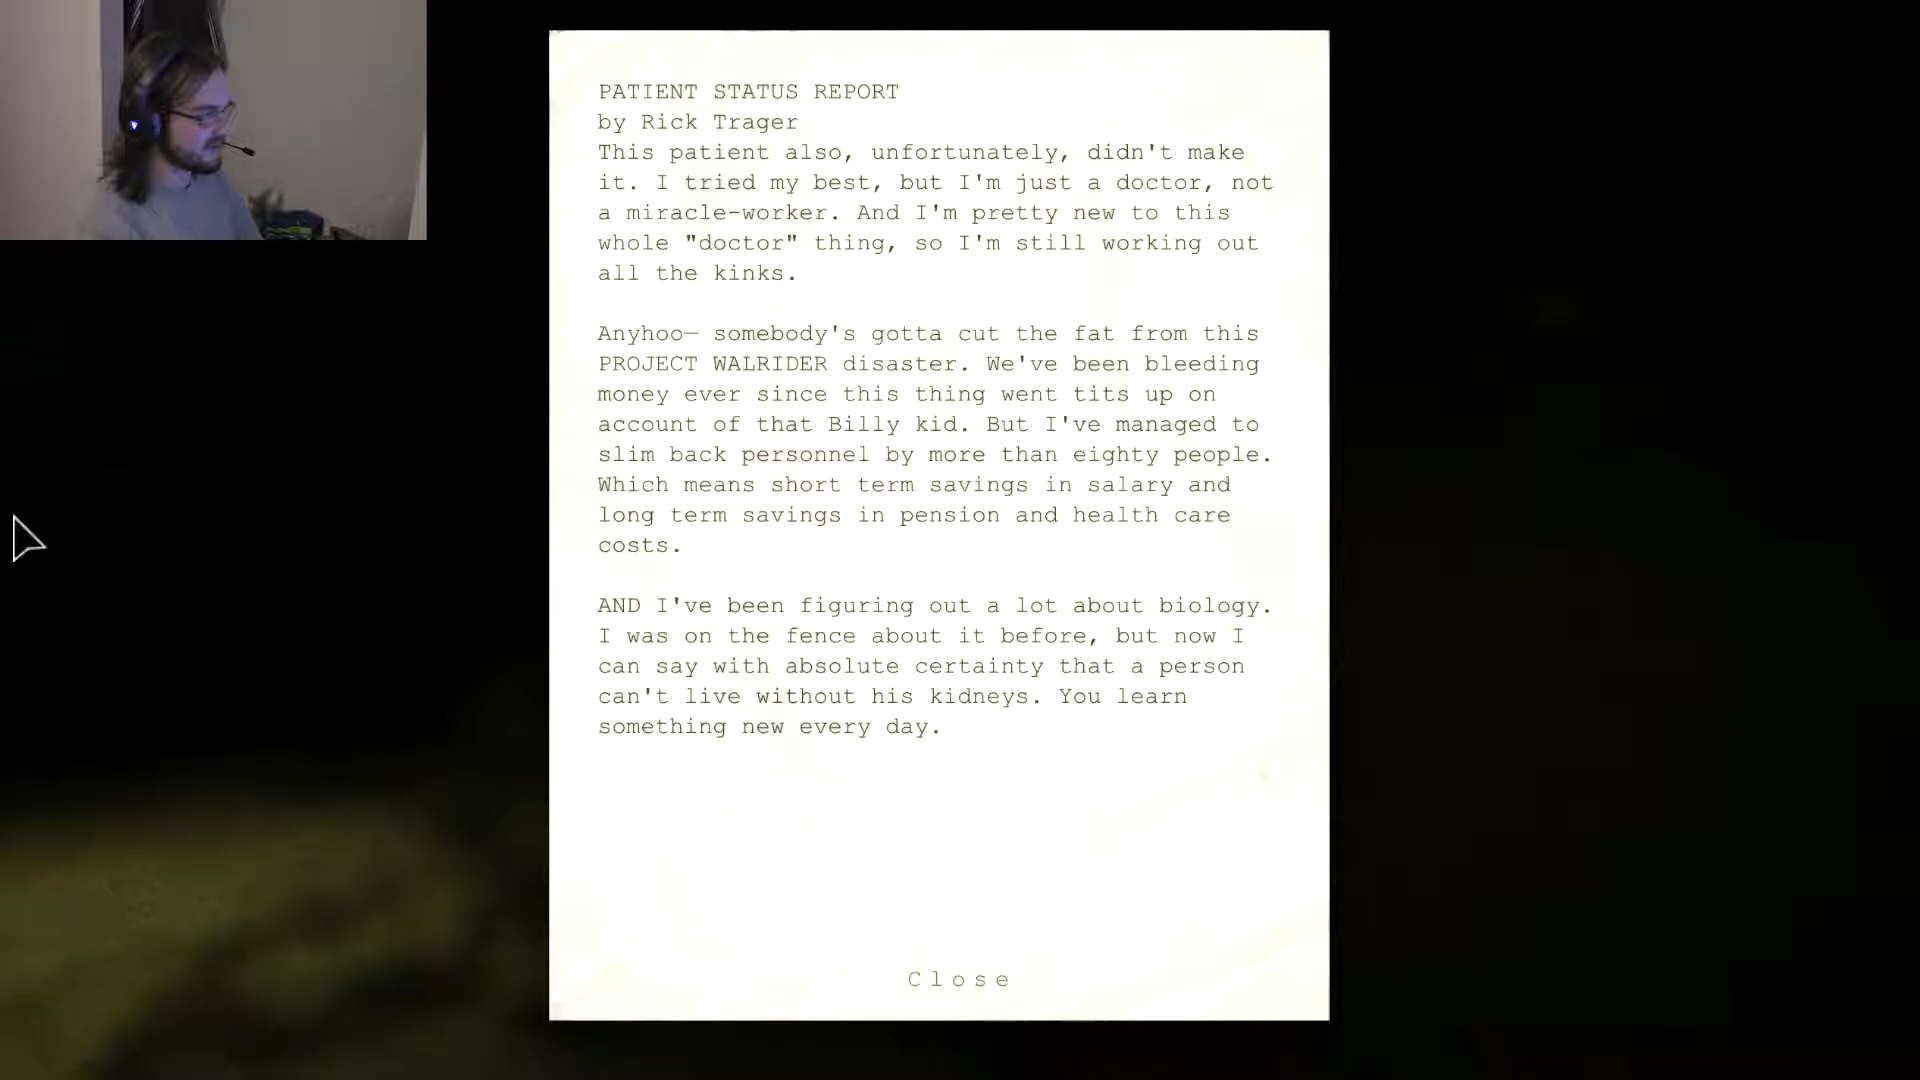 PATIENT STATUS REPORT
by Rick Trager
This patient also, unfortunately, didn't make
it. I tried my best, but I'm just a doctor, not
a miracle-worker. And I'm pretty new to this
whole "doctor" thing, so I'm still working out
all the kinks.
Anyhoo— somebody's gotta cut the fat from this
PROJECT WALRIDER disaster. We've been bleeding
money ever since this thing went tits up on
account of that Billy kid. But I've managed to
slim back personnel by more than eighty people.
Which means short term savings in salary and
long term savings in pension and health care
costs.
AND I've been figuring out a lot about biology.
I was on the fence about it before, but now I
can say with absolute certainty that a person
can't live without his kidneys. You learn
something new every day.
Close